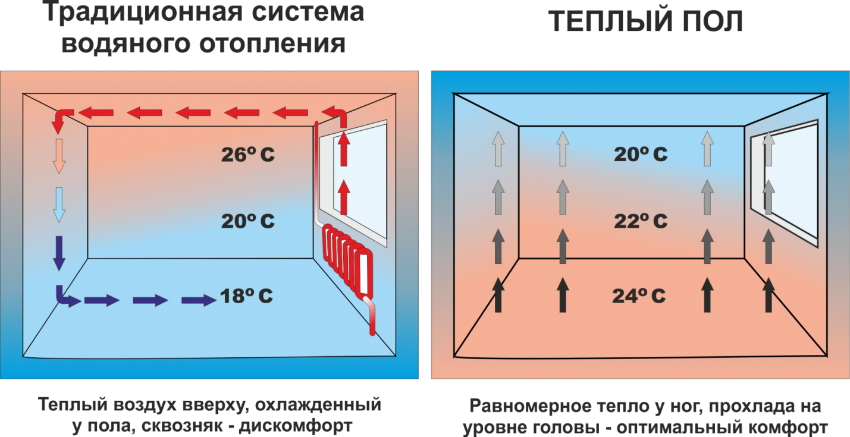 Традиционная система
водяного отопления
26º С
20º С
18º С
Теплый воздух вверху, охлажденный
у пола, сквозняк - дискомфорт
ТЕПЛЫЙ ПОЛ
20º С
22º С
24º С
Равномерное тепло у ног, прохлада на
уровне головы - оптимальный комфорт